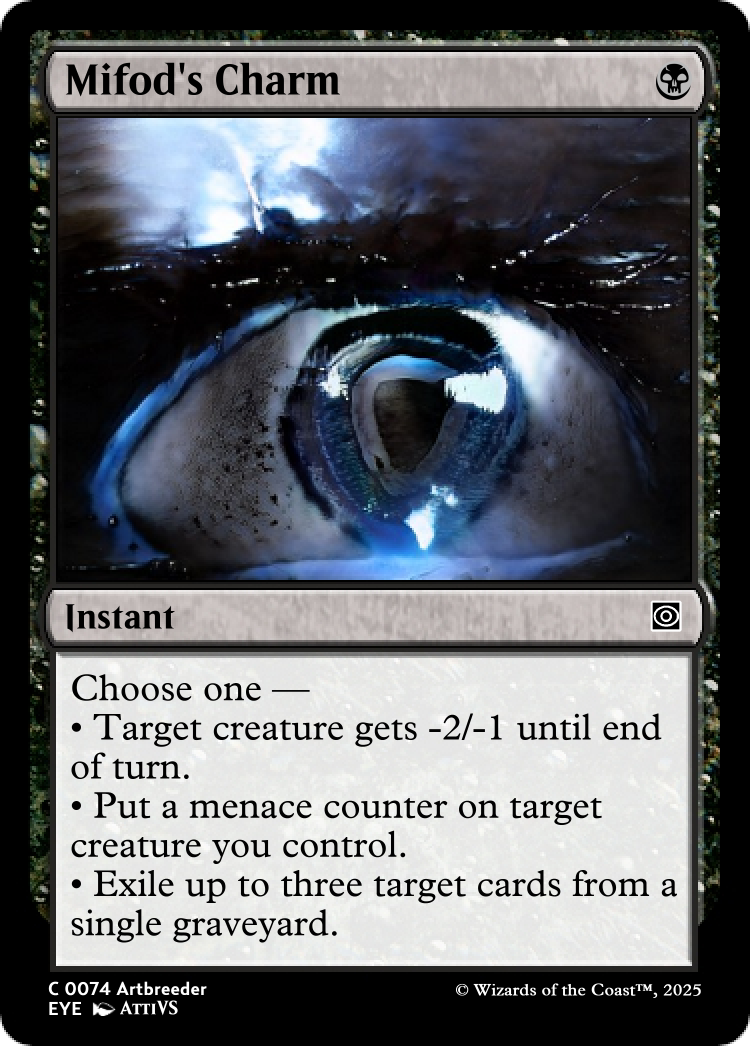 Mifod's Charm
Instant
Choose one —
• Target creature gets -2/-1 until end
of turn.
• Put a menace counter on target
creature you control.
• Exile up to three target cards from a
single graveyard.
C 0074 Artbreeder
EYE AttiVS
© Wizards of the Coast™, 2025